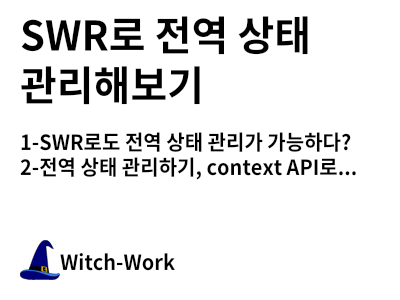 SWR로 전역 상태
관리해보기
1-SWR로도 전역 상태 관리가 가능하다?
2-전역 상태 관리하기, context API로...
Witch-Work